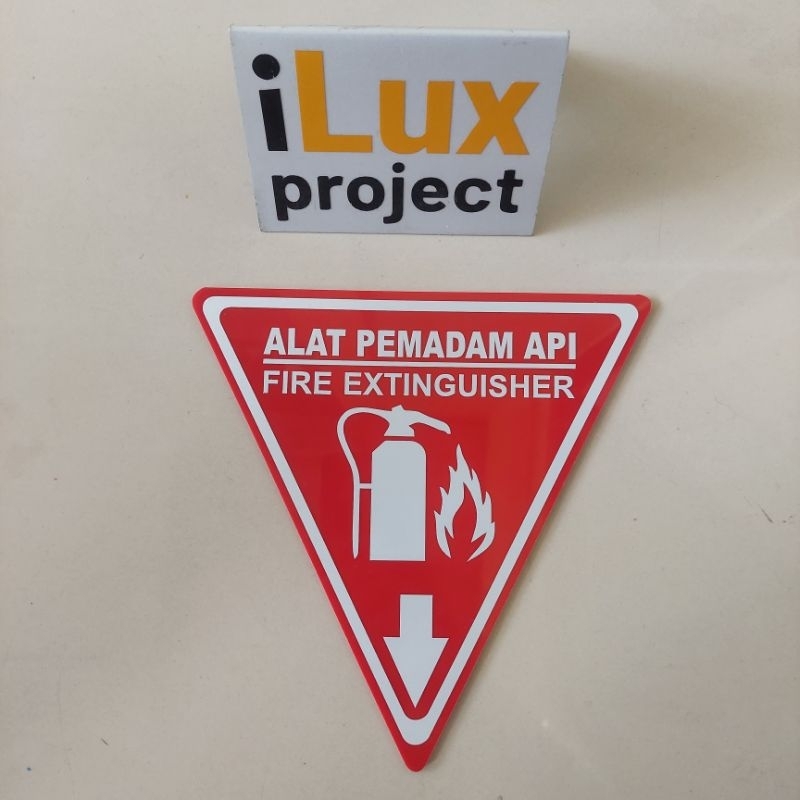 iLux
project
ALAT PEMADAM API
FIRE EXTINGUISHER